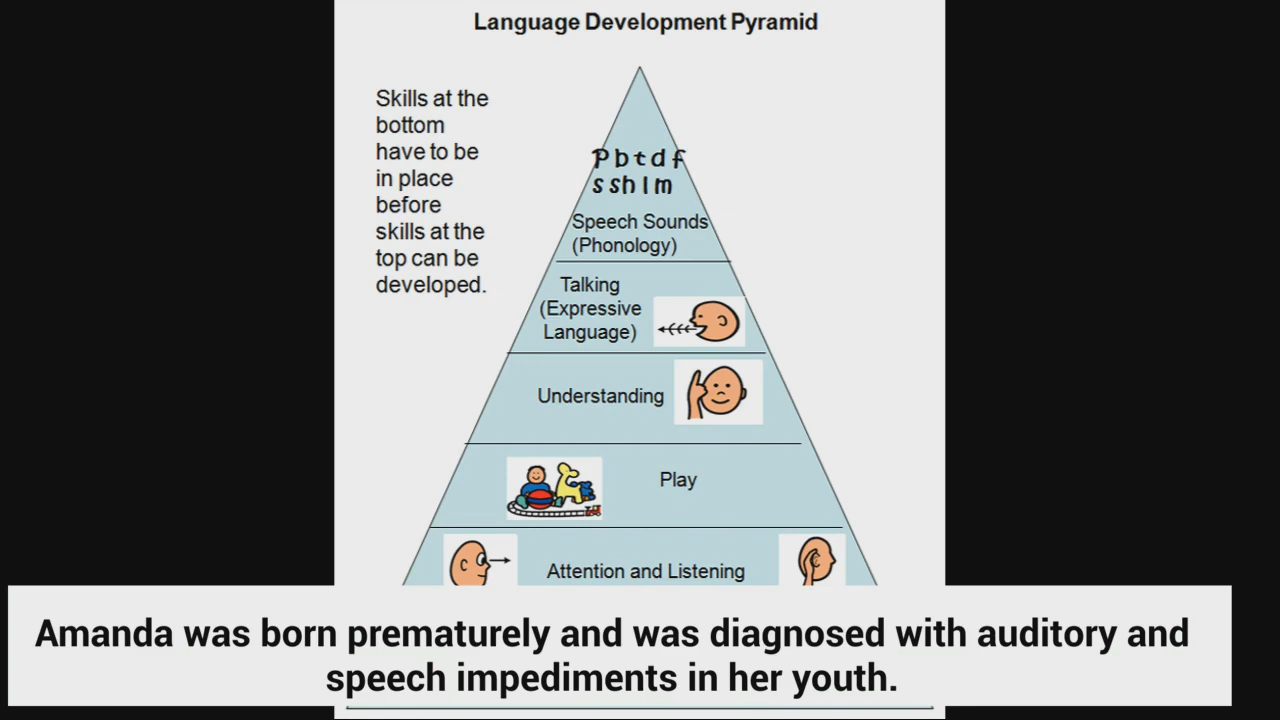 Language Development Pyramid
Skills at the
bottom
have to be
in place
before
skills at the
top can be
developed.
P b t d f
s sh l m
Speech Sounds
(Phonology)
Talking
(Expressive
Language)
Understanding
Play
Attention and Listening
Amanda was born prematurely and was diagnosed with auditory and
speech impediments in her youth.